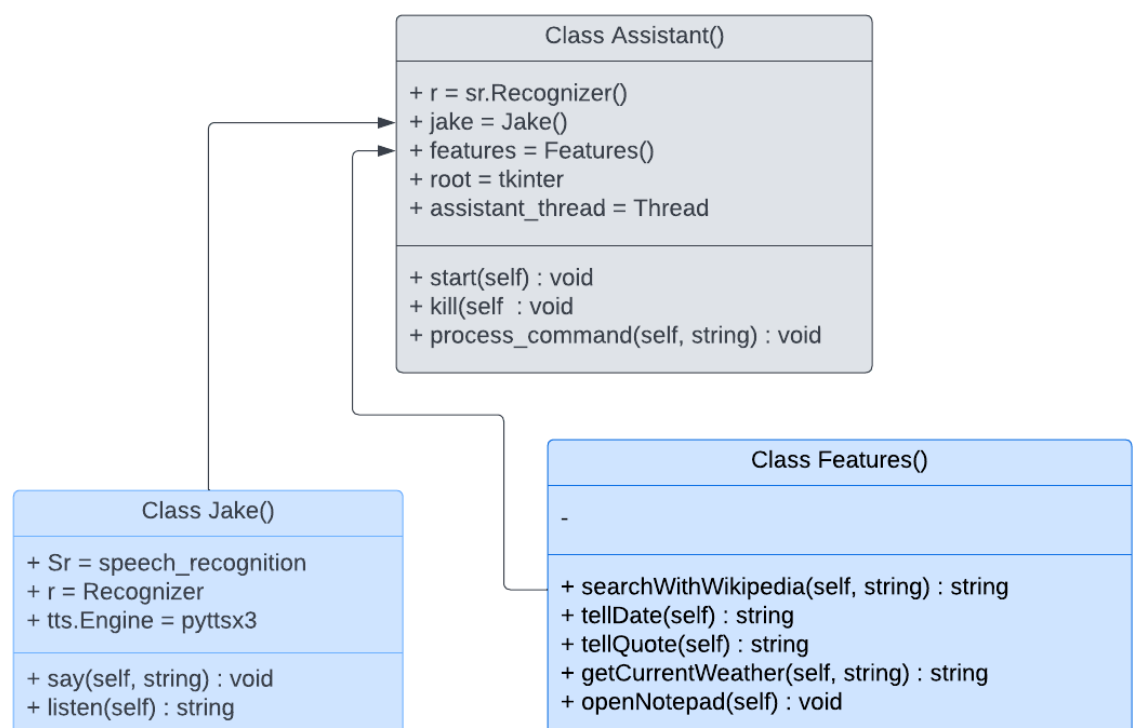 Class Assistant()
+ r = sr.Recognizer()
+ jake = Jake()
+ features = Features()
+ root = tkinter
+ assistant_thread = Thread
+ start(self) : void
+ kill(self  : void
+ process_command(self, string) : void
Class Jake()
+ Sr = speech_recognition
+ r = Recognizer
+ tts.Engine = pyttsx3
+ say(self, string) : void
+ listen(self) : string
Class Features()
-
+ searchWithWikipedia(self, string) : string
+ tellDate(self) : string
+ tellQuote(self) : string
+ getCurrentWeather(self, string) : string
+ openNotepad(self) : void